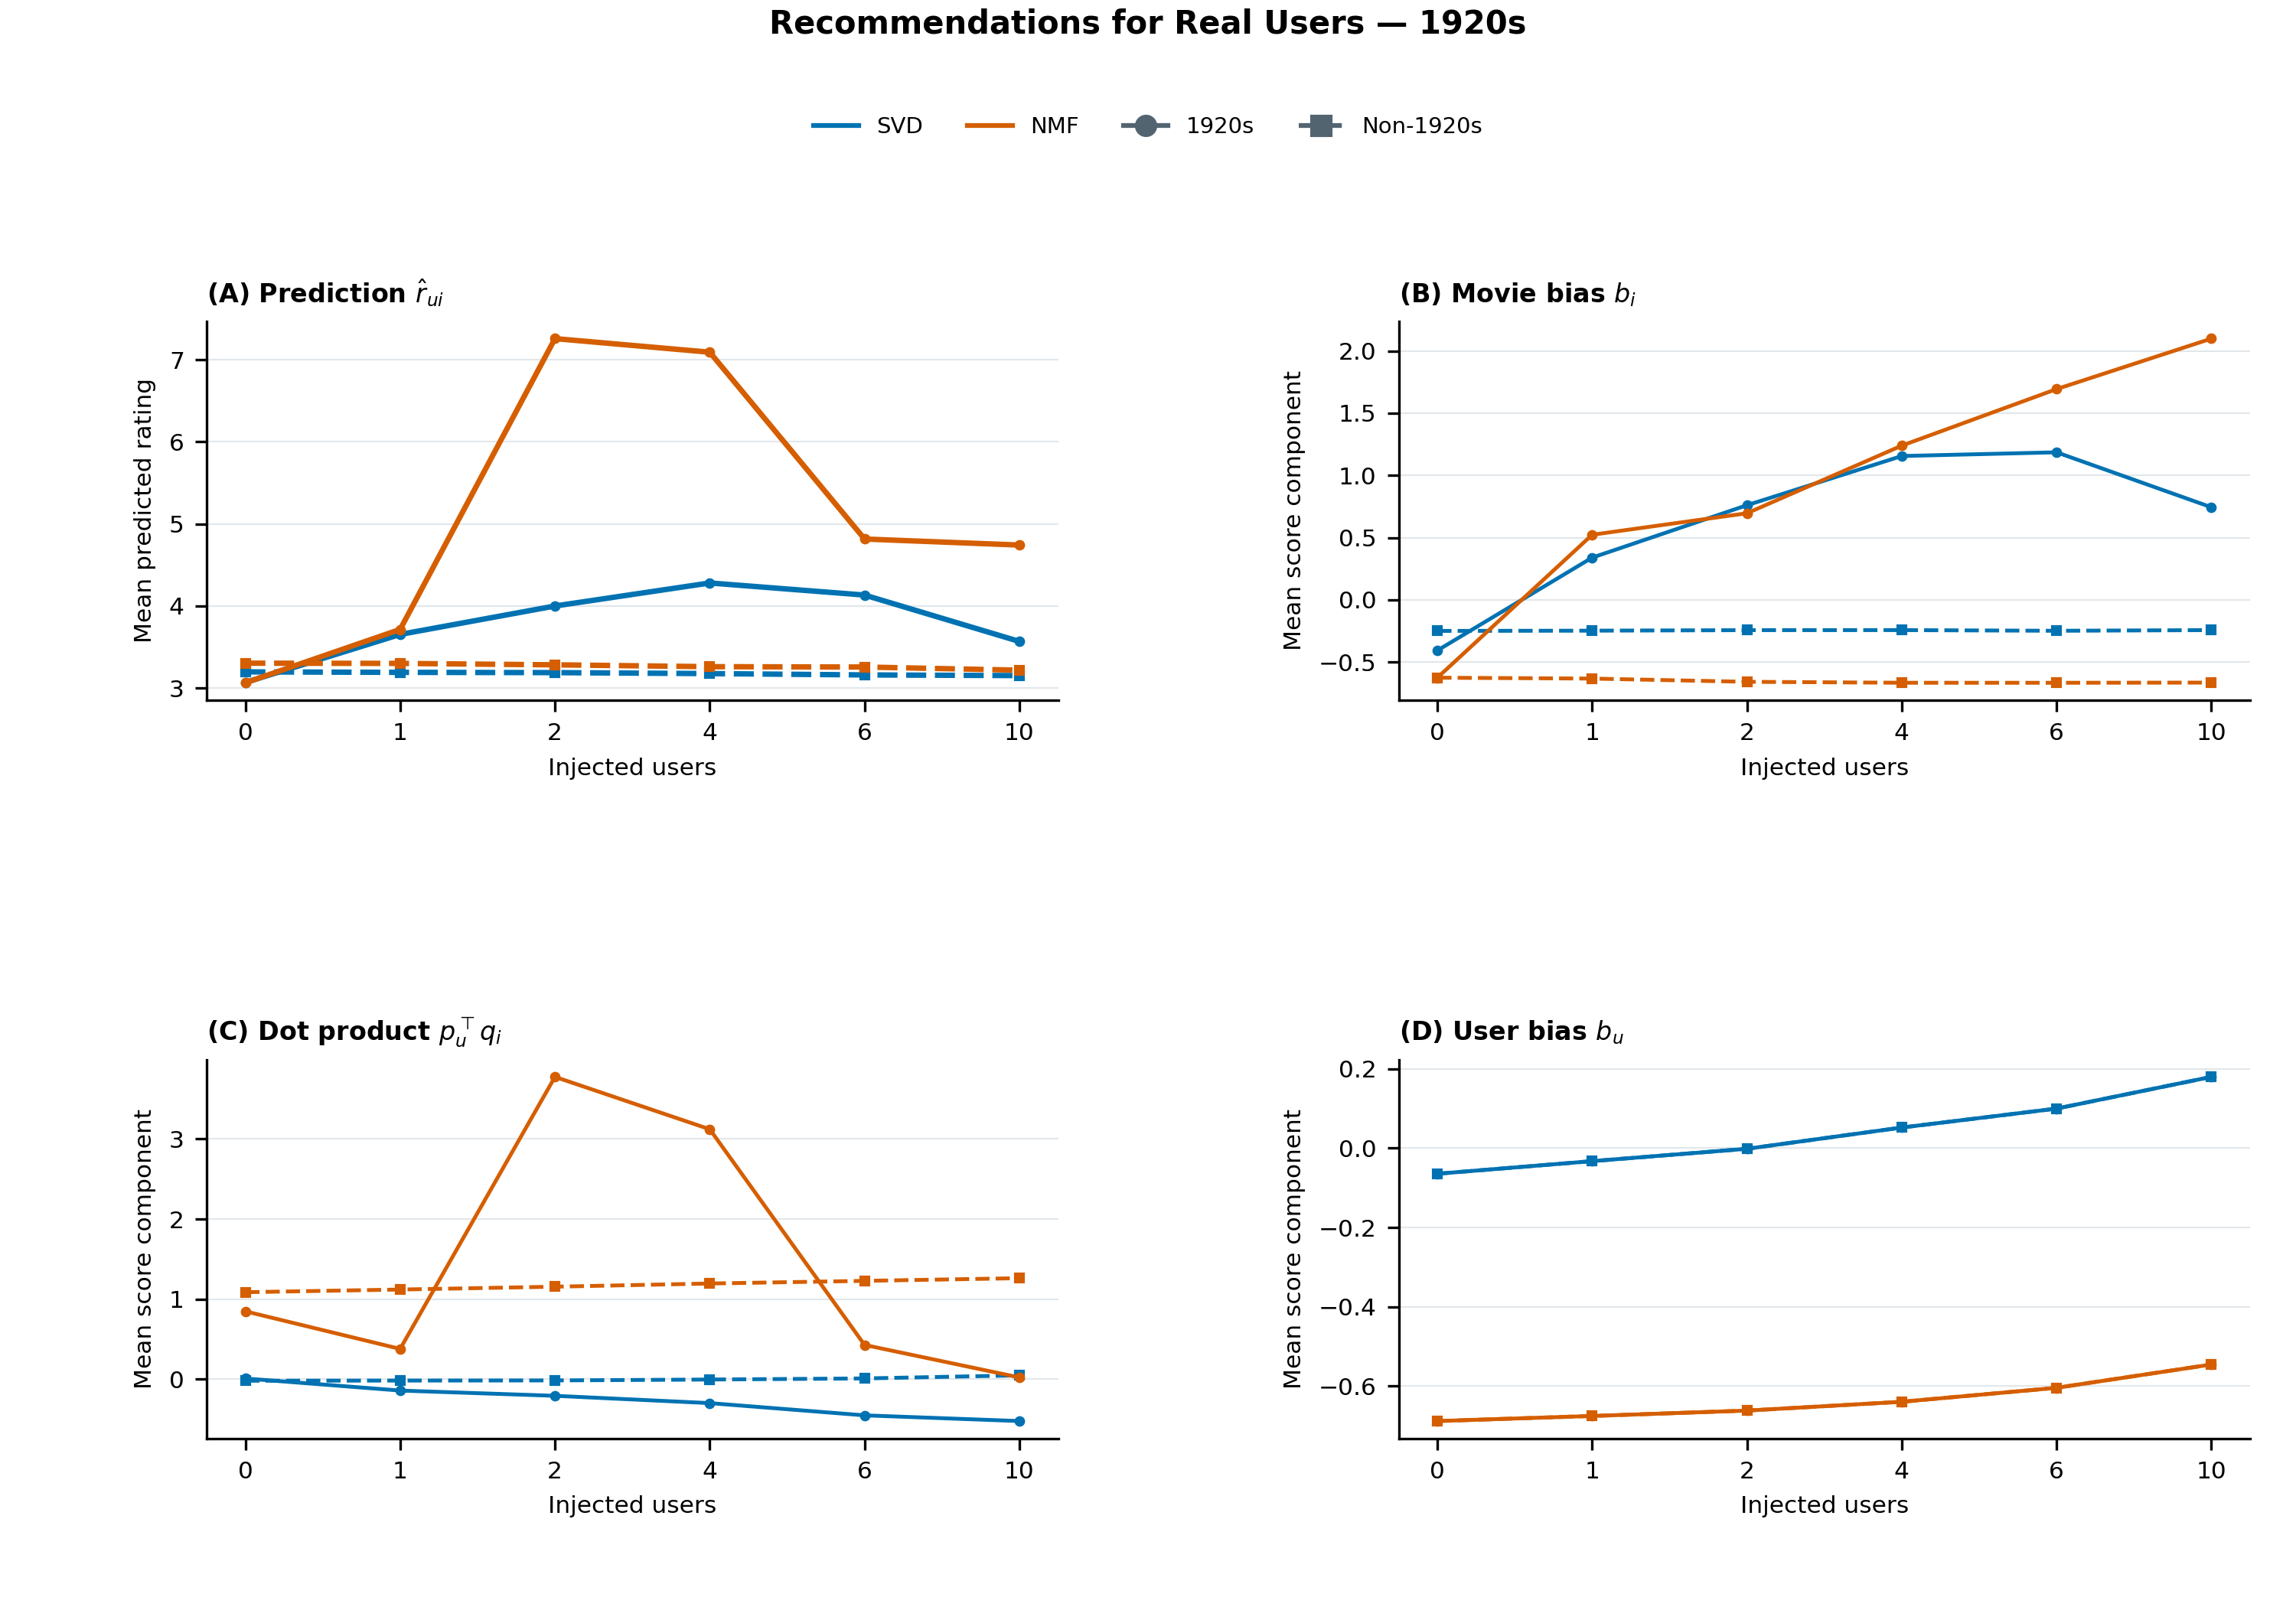 Recommendations for Real Users — 1920s
SVD NMF 1920s Non-1920s
(A) Prediction r̂ui
Mean predicted rating
7
6
5
4
3
0 1 2 4 6 10
Injected users
(B) Movie bias bi
Mean score component
2.0
1.5
1.0
0.5
0.0
−0.5
0 1 2 4 6 10
Injected users
(C) Dot product pu⊤qi
Mean score component
3
2
1
0
0 1 2 4 6 10
Injected users
(D) User bias bu
Mean score component
0.2
0.0
−0.2
−0.4
−0.6
0 1 2 4 6 10
Injected users